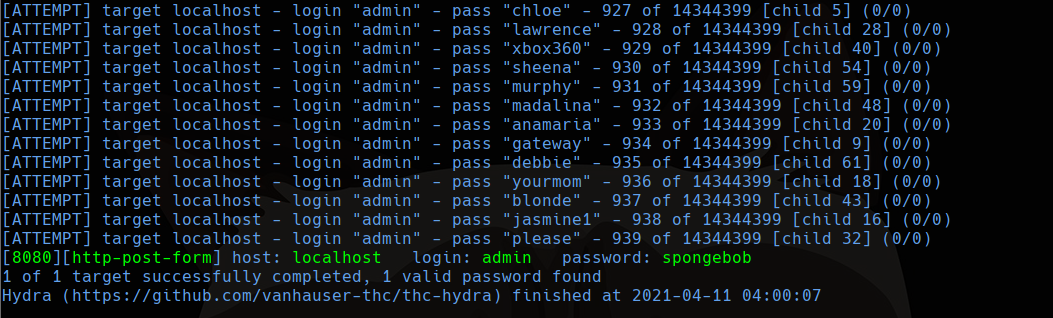 [ATTEMPT] target localhost - login "admin" - pass "chloe" - 927 of 14344399 [child 5] (0/0)
[ATTEMPT] target localhost - login "admin" - pass "lawrence" - 928 of 14344399 [child 28] (0/0)
[ATTEMPT] target localhost - login "admin" - pass "xbox360" - 929 of 14344399 [child 40] (0/0)
[ATTEMPT] target localhost - login "admin" - pass "sheena" - 930 of 14344399 [child 54] (0/0)
[ATTEMPT] target localhost - login "admin" - pass "murphy" - 931 of 14344399 [child 59] (0/0)
[ATTEMPT] target localhost - login "admin" - pass "madalina" - 932 of 14344399 [child 48] (0/0)
[ATTEMPT] target localhost - login "admin" - pass "anamaria" - 933 of 14344399 [child 20] (0/0)
[ATTEMPT] target localhost - login "admin" - pass "gateway" - 934 of 14344399 [child 9] (0/0)
[ATTEMPT] target localhost - login "admin" - pass "debbie" - 935 of 14344399 [child 61] (0/0)
[ATTEMPT] target localhost - login "admin" - pass "yourmom" - 936 of 14344399 [child 18] (0/0)
[ATTEMPT] target localhost - login "admin" - pass "blonde" - 937 of 14344399 [child 43] (0/0)
[ATTEMPT] target localhost - login "admin" - pass "jasmine1" - 938 of 14344399 [child 16] (0/0)
[ATTEMPT] target localhost - login "admin" - pass "please" - 939 of 14344399 [child 32] (0/0)
[8080][http-post-form] host: localhost   login: admin   password: spongebob
1 of 1 target successfully completed, 1 valid password found
Hydra (https://github.com/vanhauser-thc/thc-hydra) finished at 2021-04-11 04:00:07